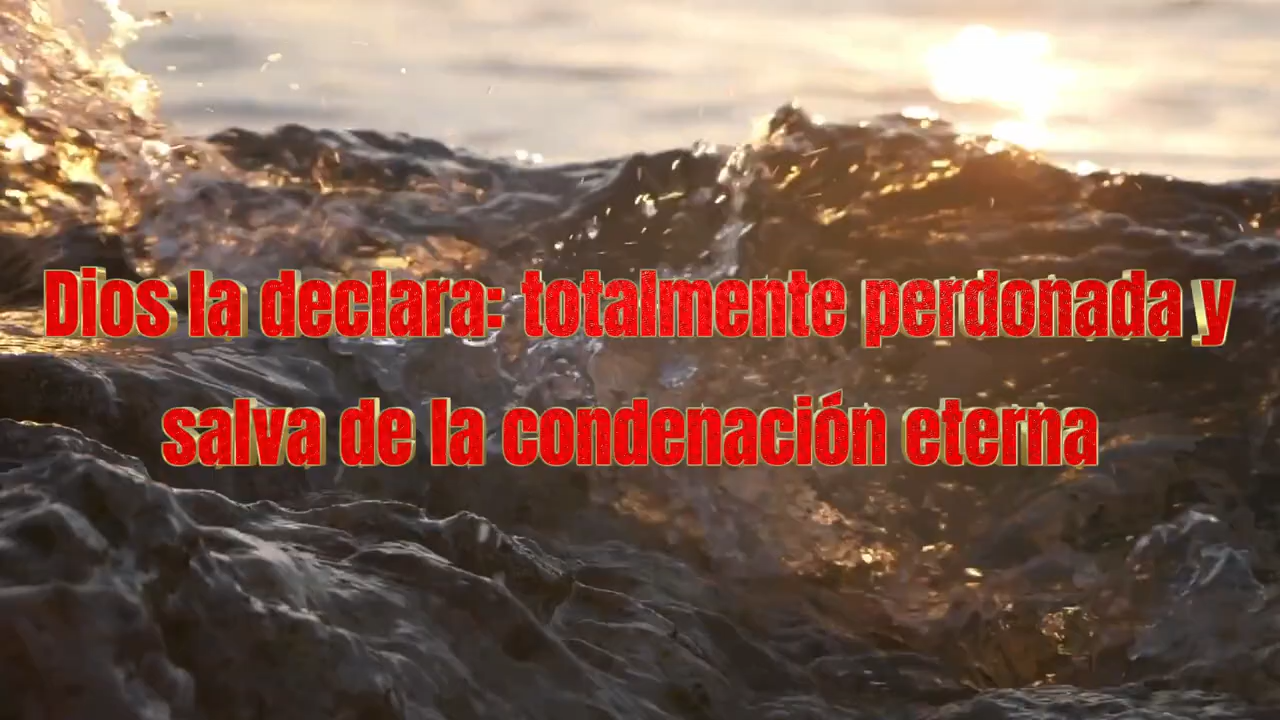 Dios la declara: totalmente perdonada y
salva de la condenación eterna